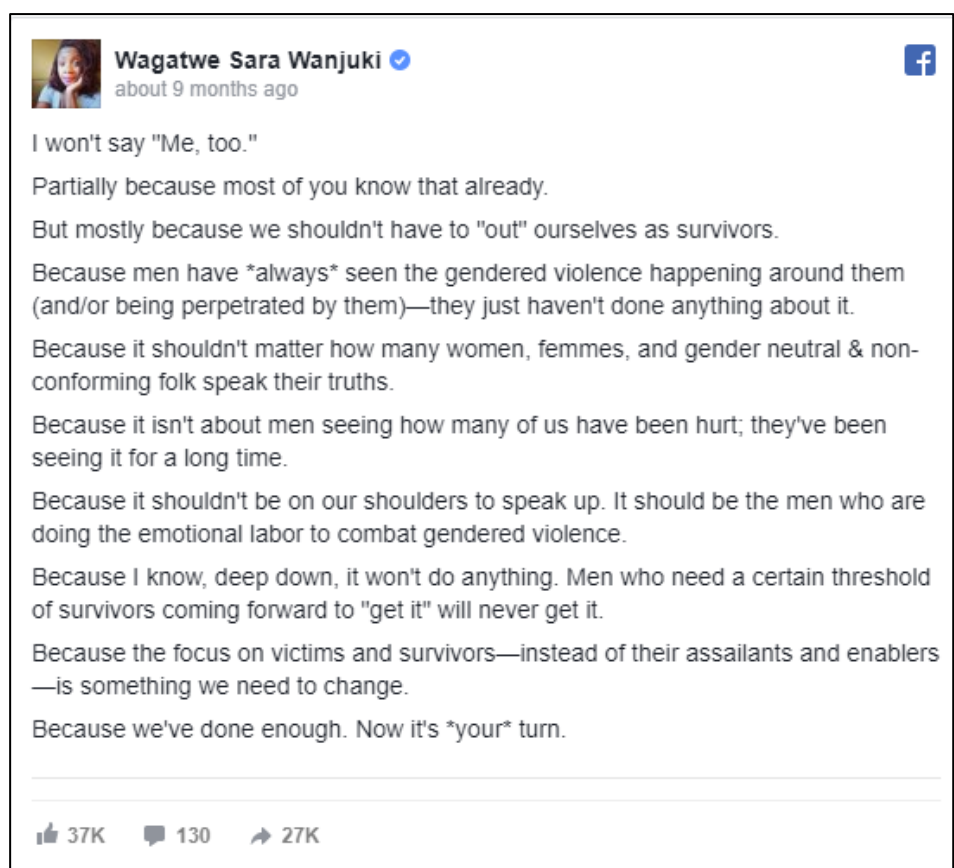 Wagatwe Sara Wanjuki
about 9 months ago
I won't say "Me, too."
Partially because most of you know that already.
But mostly because we shouldn't have to "out" ourselves as survivors.
Because men have *always* seen the gendered violence happening around them
(and/or being perpetrated by them)—they just haven't done anything about it.
Because it shouldn't matter how many women, femmes, and gender neutral & non-
conforming folk speak their truths.
Because it isn't about men seeing how many of us have been hurt; they've been
seeing it for a long time.
Because it shouldn't be on our shoulders to speak up. It should be the men who are
doing the emotional labor to combat gendered violence.
Because I know, deep down, it won't do anything. Men who need a certain threshold
of survivors coming forward to "get it" will never get it.
Because the focus on victims and survivors—instead of their assailants and enablers
—is something we need to change.
Because we've done enough. Now it's *your* turn.
37K 130 27K